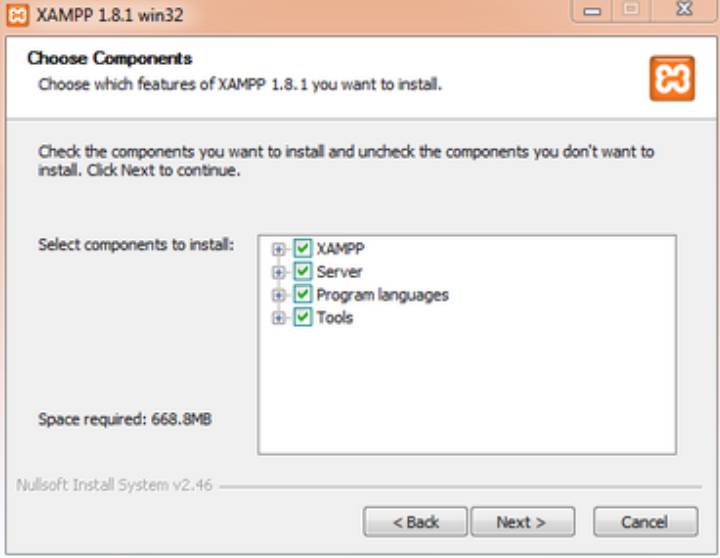 XAMPP 1.8.1 win32
Choose Components
Choose which features of XAMPP 1.8.1 you want to install.
Check the components you want to install and uncheck the components you don't want to
install. Click Next to continue.
Select components to install:
XAMPP
Server
Program languages
Tools
Space required: 668.8MB
Nullsoft Install System v2.46
< Back
Next >
Cancel